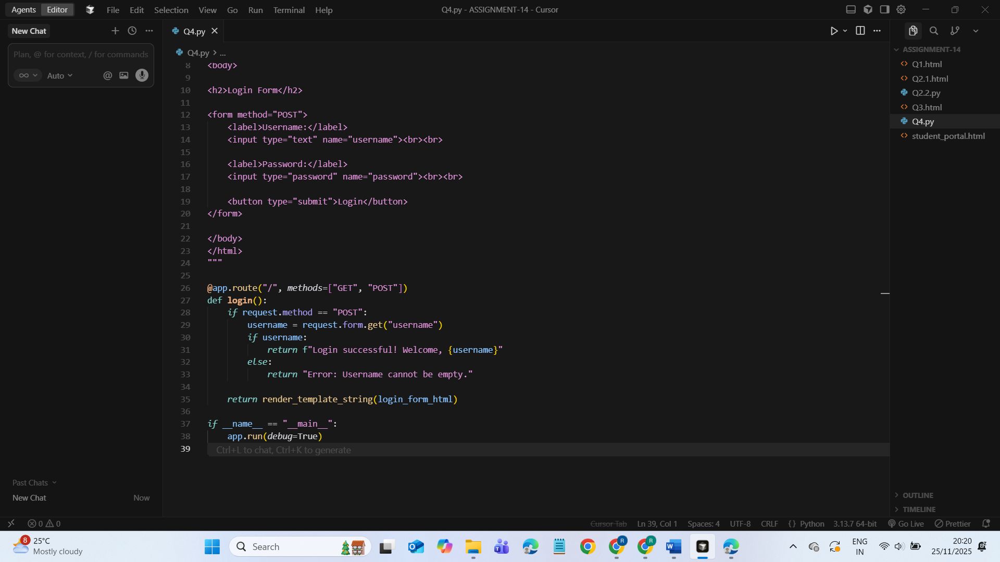 Agents Editor File Edit Selection View Go Run Terminal Help
Q4.py - ASSIGNMENT-14 - Cursor
New Chat
Plan, @ for context, / for commands
Auto
Q4.py
Q4.py > ...
8 <body>
9
10 <h2>Login Form</h2>
11
12 <form method="POST">
13 <label>Username:</label>
14 <input type="text" name="username"><br><br>
15
16 <label>Password:</label>
17 <input type="password" name="password"><br><br>
18
19 <button type="submit">Login</button>
20 </form>
21
22 </body>
23 </html>
24 """
25
26 @app.route("/", methods=["GET", "POST"])
27 def login():
28 if request.method == "POST":
29 username = request.form.get("username")
30 if username:
31 return f"Login successful! Welcome, {username}"
32 else:
33 return "Error: Username cannot be empty."
34
35 return render_template_string(login_form_html)
36
37 if __name__ == "__main__":
38 app.run(debug=True)
39 Ctrl+L to chat, Ctrl+K to generate
ASSIGNMENT-14
Q1.html
Q2.1.html
Q2.2.py
Q3.html
Q4.py
student_portal.html
Past Chats
New Chat Now
OUTLINE
TIMELINE
0 0
Cursor Tab Ln 39, Col 1 Spaces: 4 UTF-8 CRLF {} Python 3.13.7 64-bit Go Live Prettier
8
25°C
Mostly cloudy
Search
R
R
ENG
IN
20:20
25/11/2025